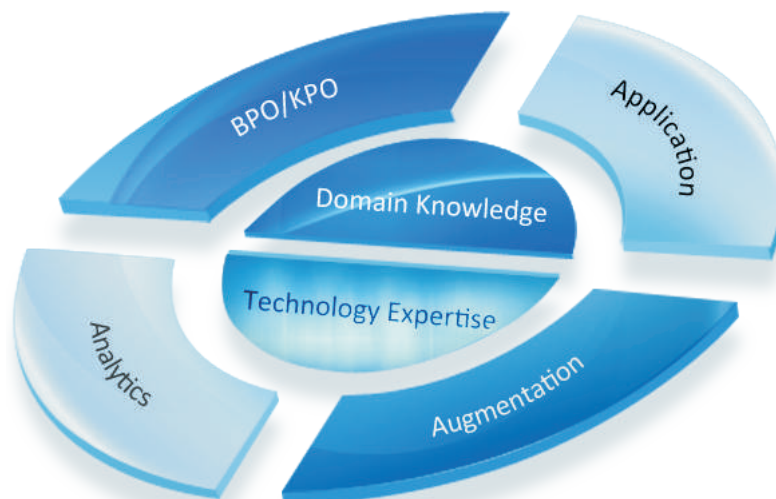 BPO/KPO
Application
Domain Knowledge
Technology Expertise
Analytics
Augmentation